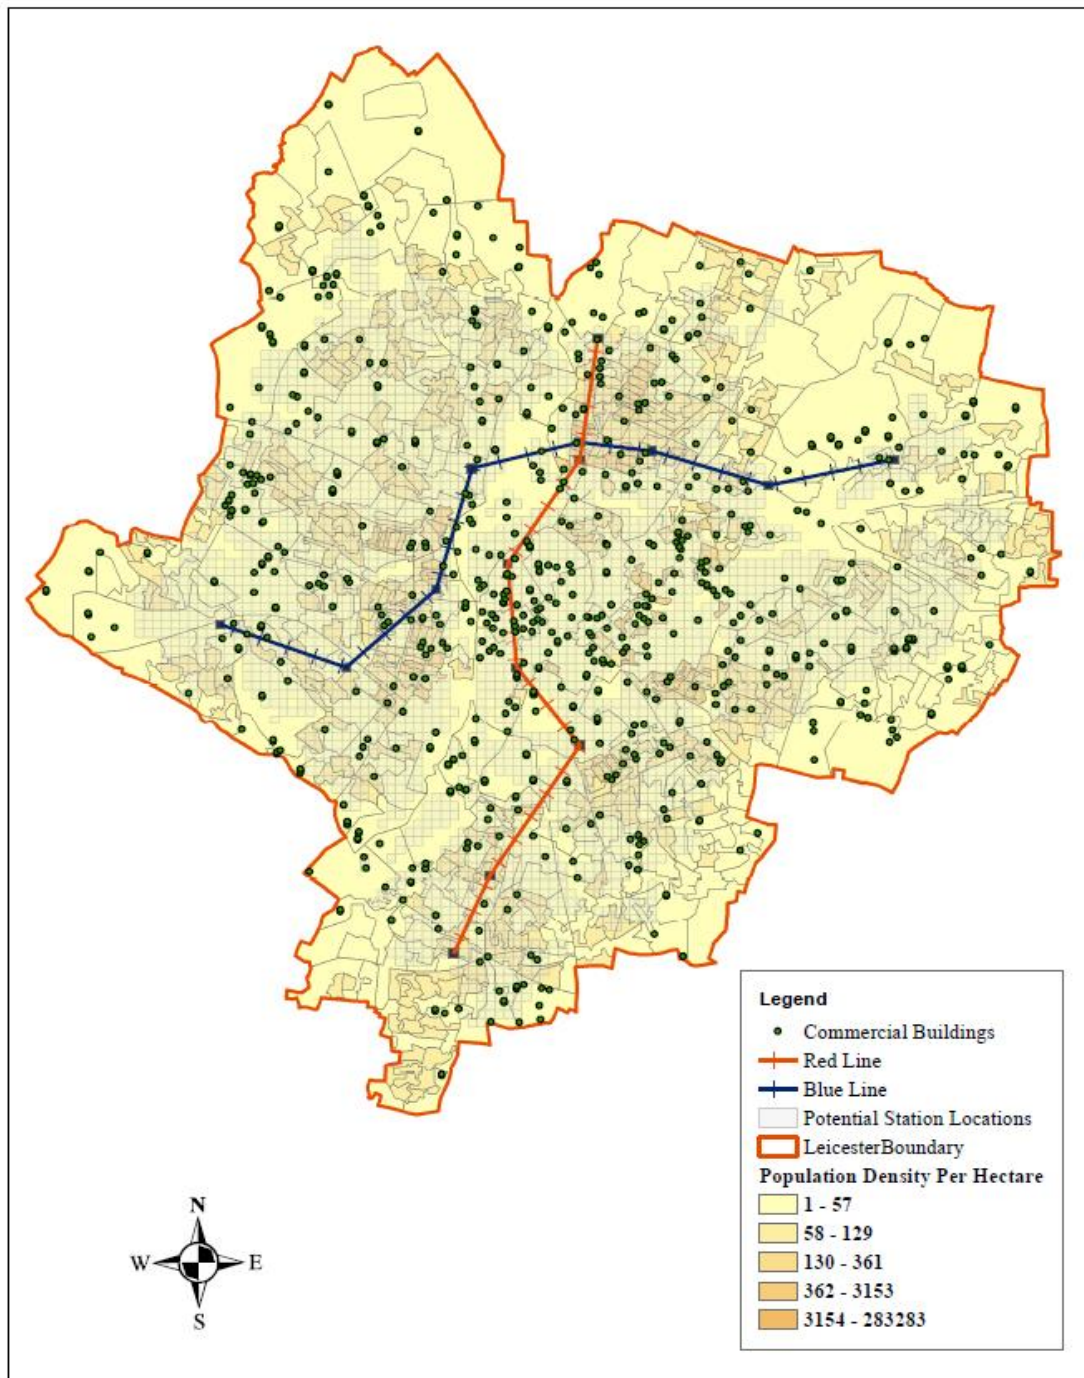 Legend
Commercial Buildings
Red Line
Blue Line
Potential Station Locations
LeicesterBoundary
Population Density Per Hectare
1 - 57
58 - 129
130 - 361
362 - 3153
3154 - 283283
N
W E
S